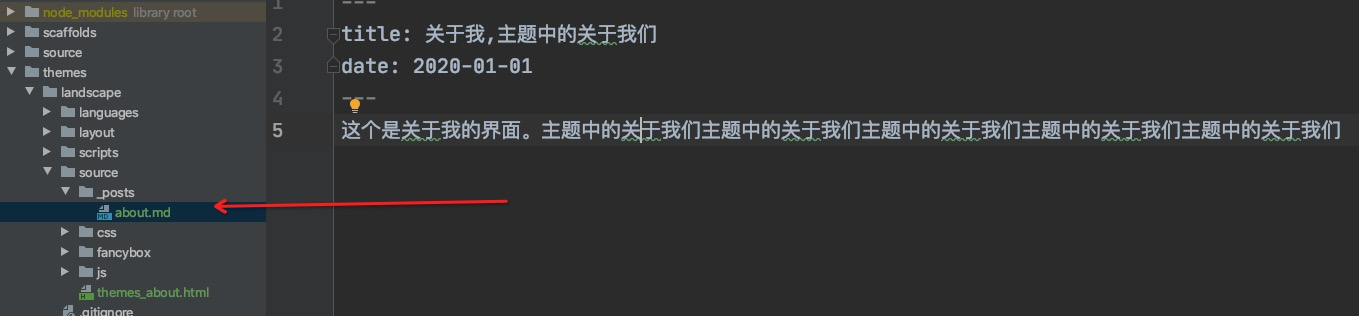 node_modules library root
scaffolds
source
themes
landscape
languages
layout
scripts
source
_posts
about.md
css
fancybox
js
themes_about.html
.gitignore
1 ---
2 title: 关于我,主题中的关于我们
3 date: 2020-01-01
4 ---
5 这个是关于我的界面。主题中的关于我们主题中的关于我们主题中的关于我们主题中的关于我们主题中的关于我们